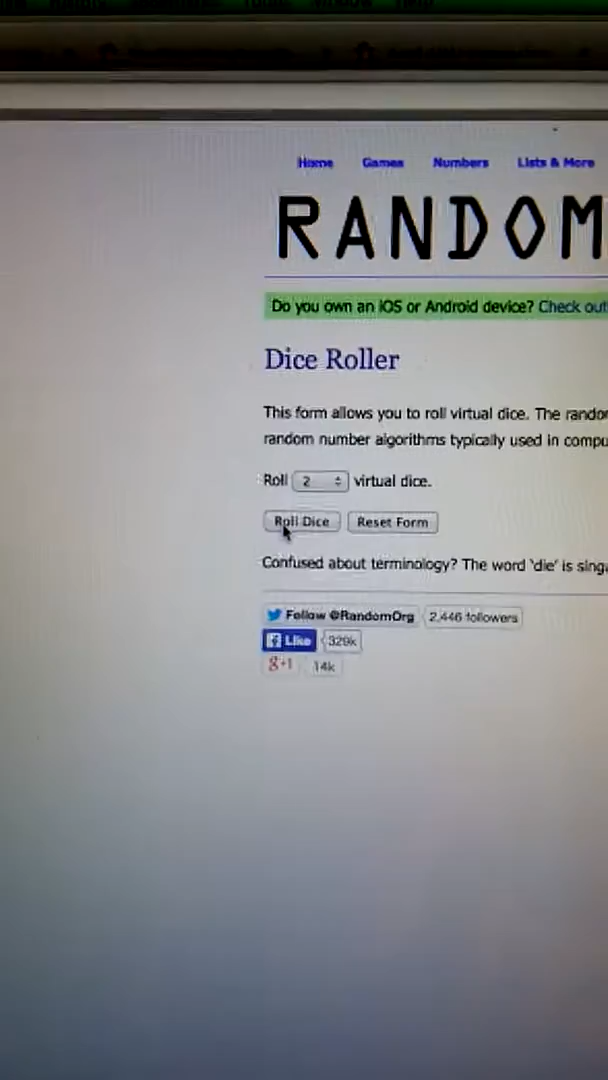 Home Games Numbers Lists & More
RANDOM
Do you own an iOS or Android device? Check out
Dice Roller
This form allows you to roll virtual dice. The rando
random number algorithms typically used in compu
Roll 2 virtual dice.
Roll Dice Reset Form
Confused about terminology? The word 'die' is sing
Follow @RandomOrg 2,446 followers
Like 329k
g+1 14k